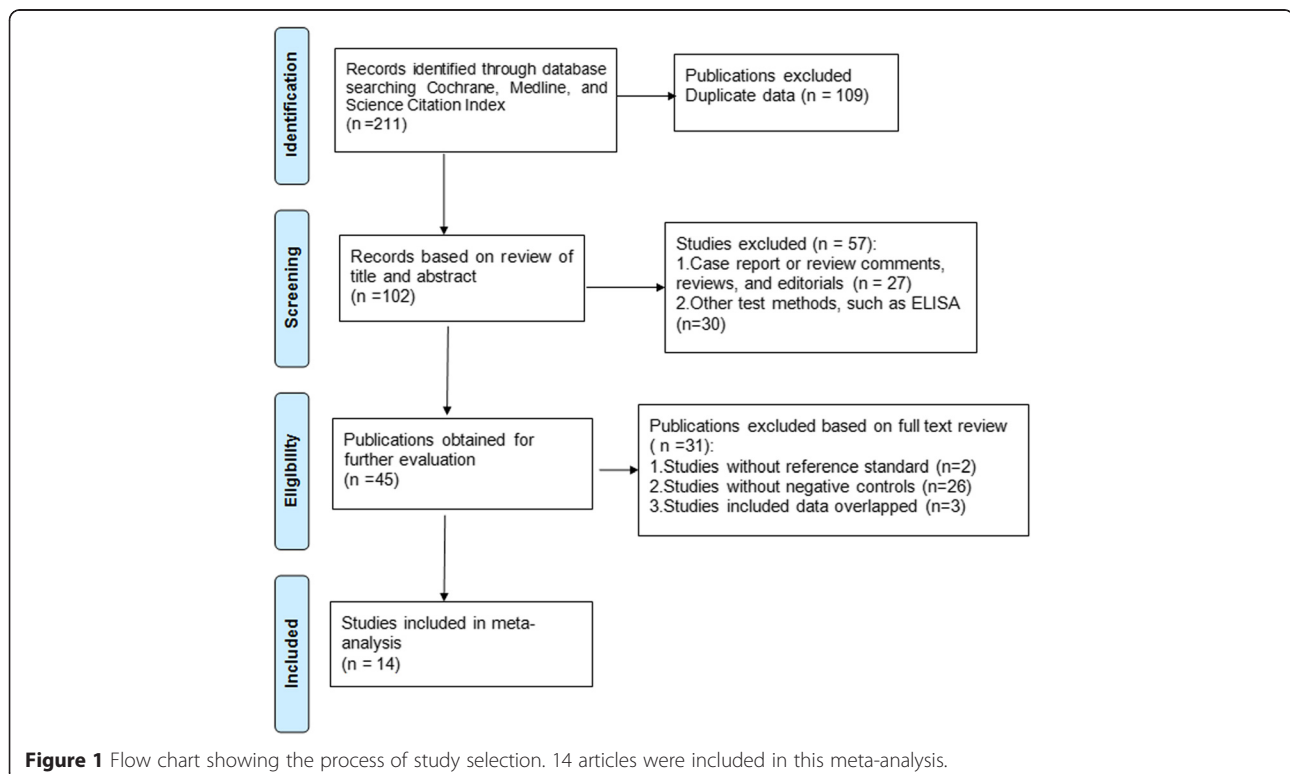 Identification
Records identified through database
searching Cochrane, Medline, and
Science Citation Index
(n =211)
Publications excluded
Duplicate data (n = 109)
Screening
Records based on review of
title and abstract
(n =102)
Studies excluded (n = 57):
1.Case report or review comments,
reviews, and editorials (n = 27)
2.Other test methods, such as ELISA
(n=30)
Eligibility
Publications obtained for
further evaluation
(n =45)
Publications excluded based on full text review
( n =31):
1.Studies without reference standard (n=2)
2.Studies without negative controls (n=26)
3.Studies included data overlapped (n=3)
Included
Studies included in meta-
analysis
(n = 14)
Figure 1 Flow chart showing the process of study selection. 14 articles were included in this meta-analysis.